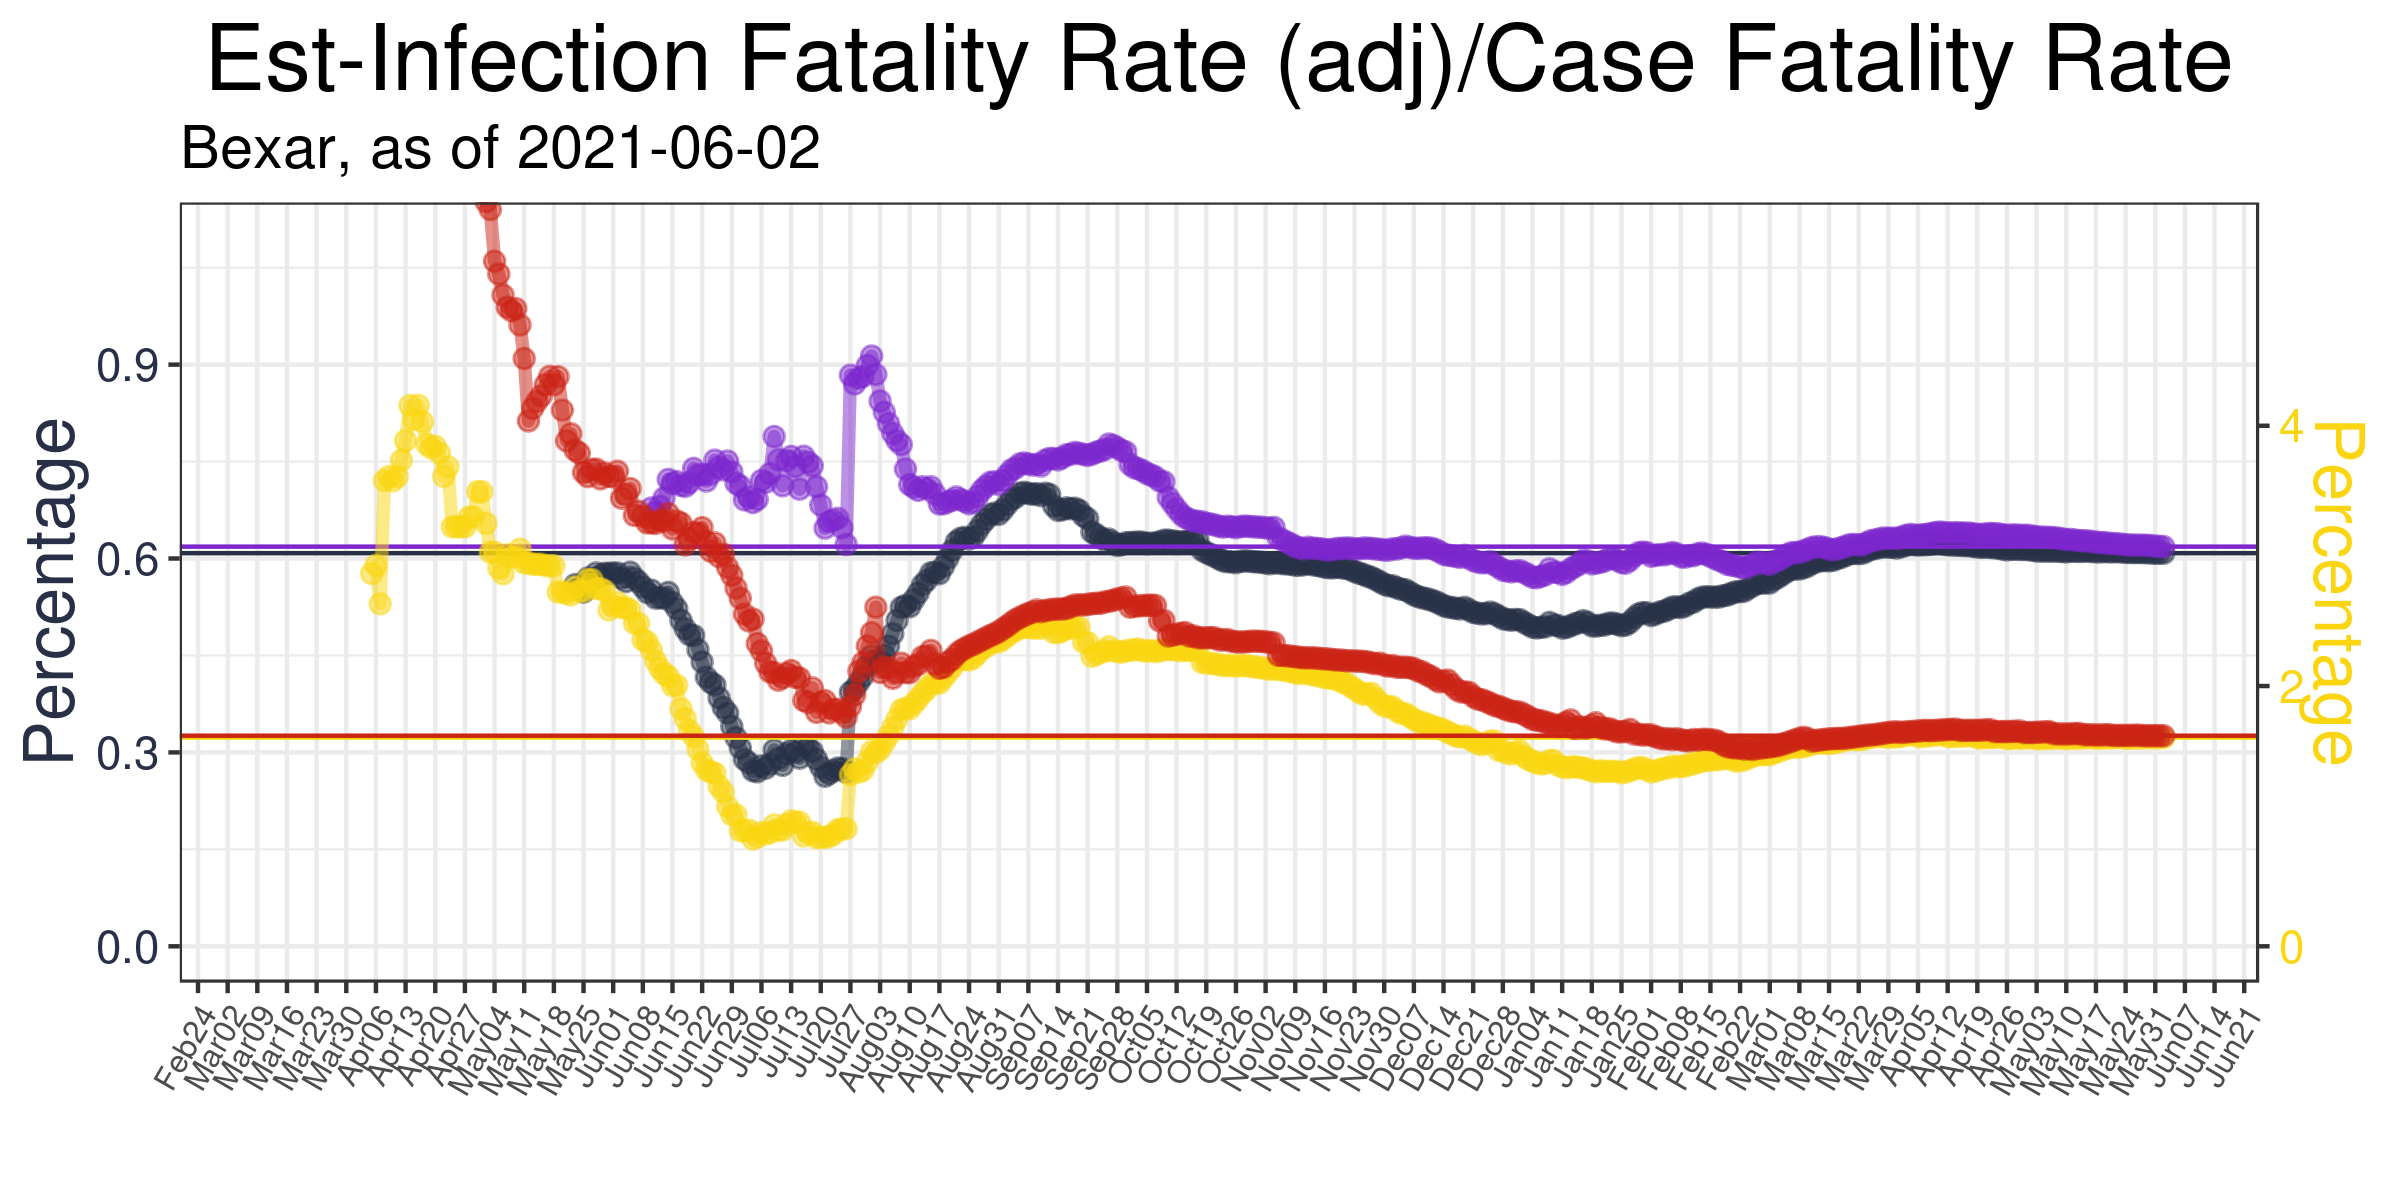 Est-Infection Fatality Rate (adj)/Case Fatality Rate
Bexar, as of 2021-06-02
Percentage
0.9
0.6
0.3
0.0
4
2
0
Percentage
Feb24 Mar02 Mar09 Mar16 Mar23 Mar30 Apr06 Apr13 Apr20 Apr27 May04 May11 May18 May25 Jun01 Jun08 Jun15 Jun22 Jun29 Jul06 Jul13 Jul20 Jul27 Aug03 Aug10 Aug17 Aug24 Aug31 Sep07 Sep14 Sep21 Sep28 Oct05 Oct12 Oct19 Oct26 Nov02 Nov09 Nov16 Nov23 Nov30 Dec07 Dec14 Dec21 Dec28 Jan04 Jan11 Jan18 Jan25 Feb01 Feb08 Feb15 Feb22 Mar01 Mar08 Mar15 Mar22 Mar29 Apr05 Apr12 Apr19 Apr26 May03 May10 May17 May24 May31 Jun07 Jun14 Jun21